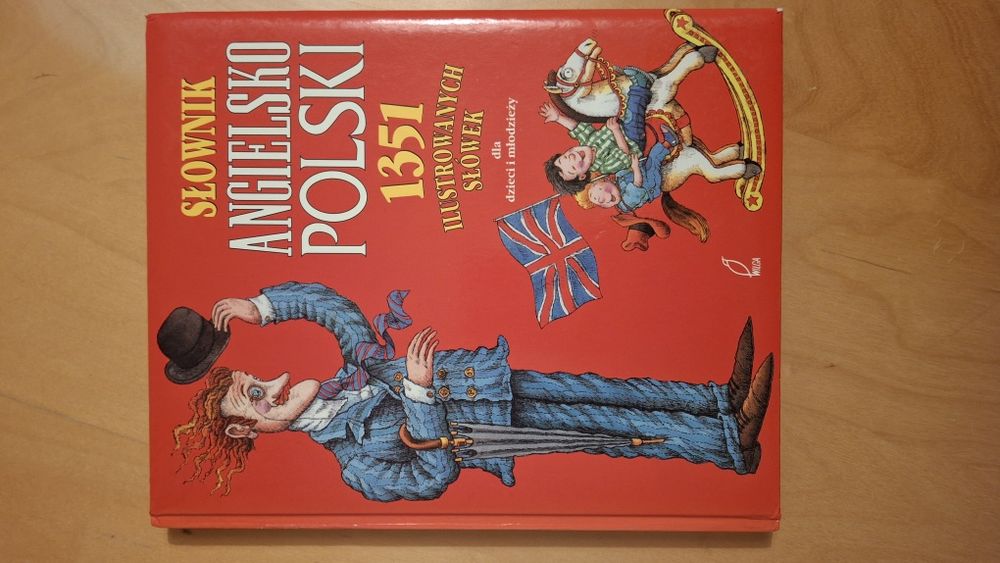 SŁOWNIK
ANGIELSKO
POLSKI
1351
ILUSTROWANYCH
SŁÓWEK
dla
dzieci i młodzieży
WILGA